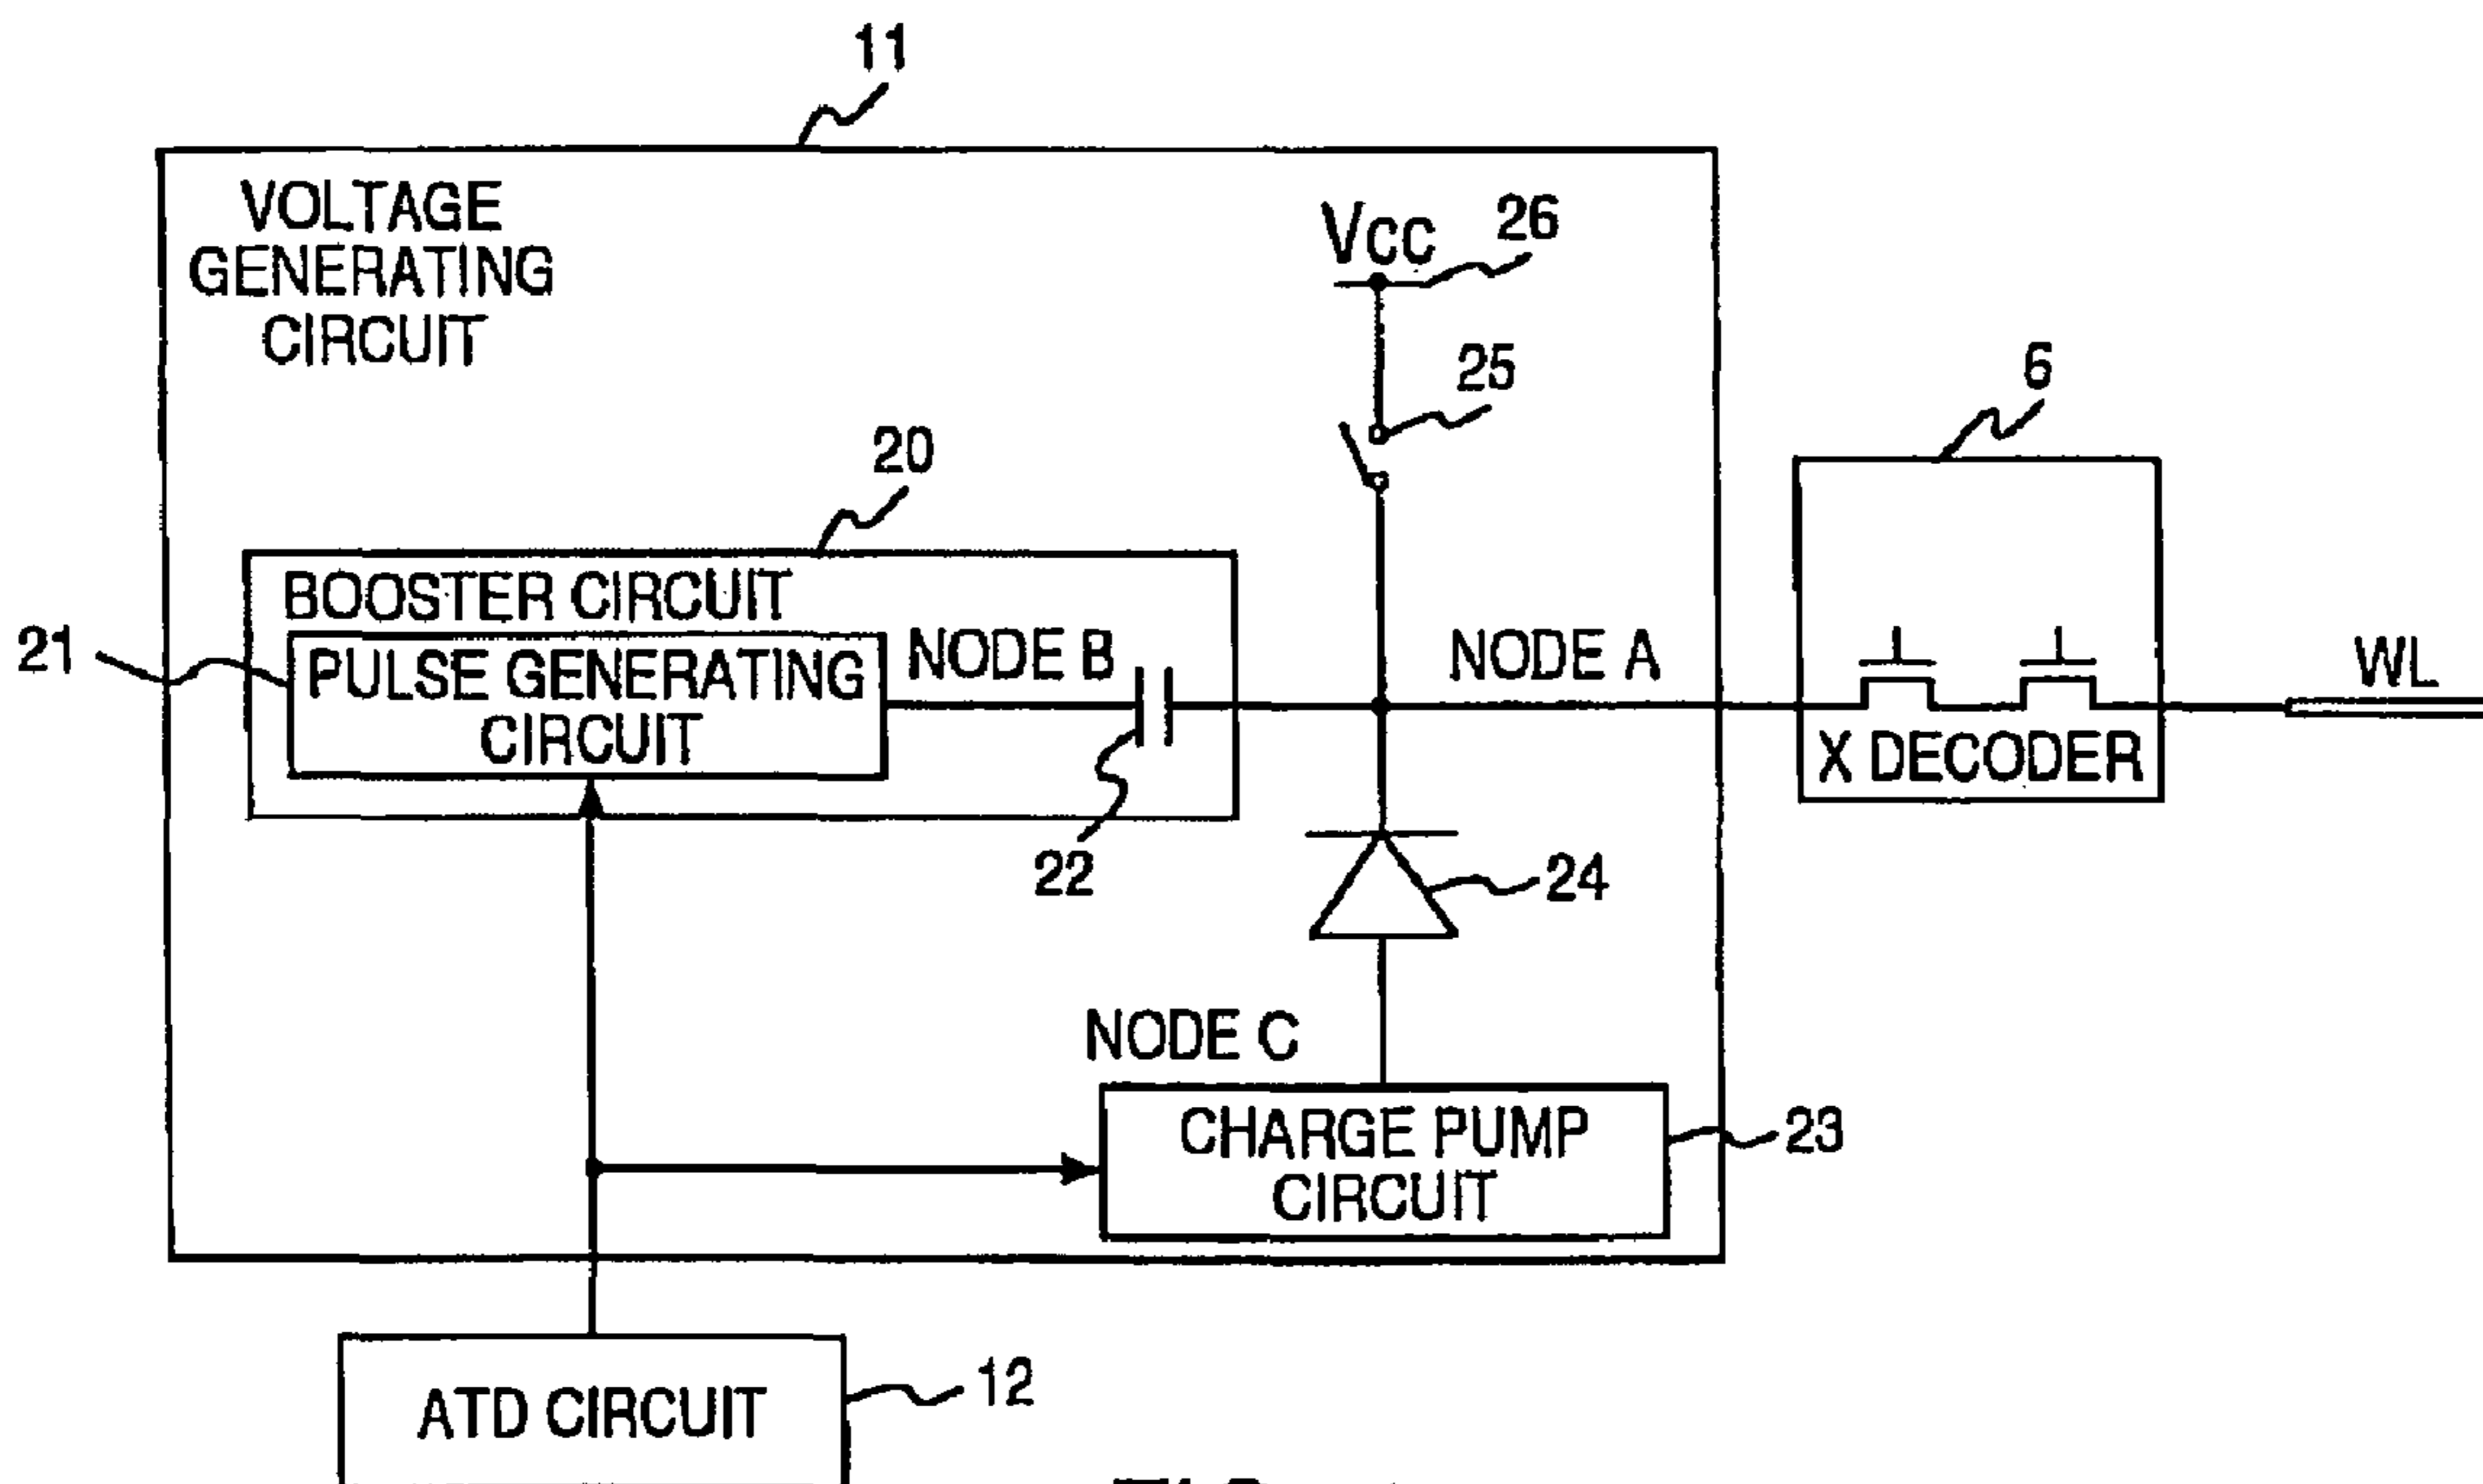 11
VOLTAGE
GENERATING
CIRCUIT
VCC
26
25
6
20
BOOSTER CIRCUIT
21
PULSE GENERATING
CIRCUIT
NODE B
NODE A
WL
X DECODER
22
24
NODE C
CHARGE PUMP
CIRCUIT
23
ATD CIRCUIT
12